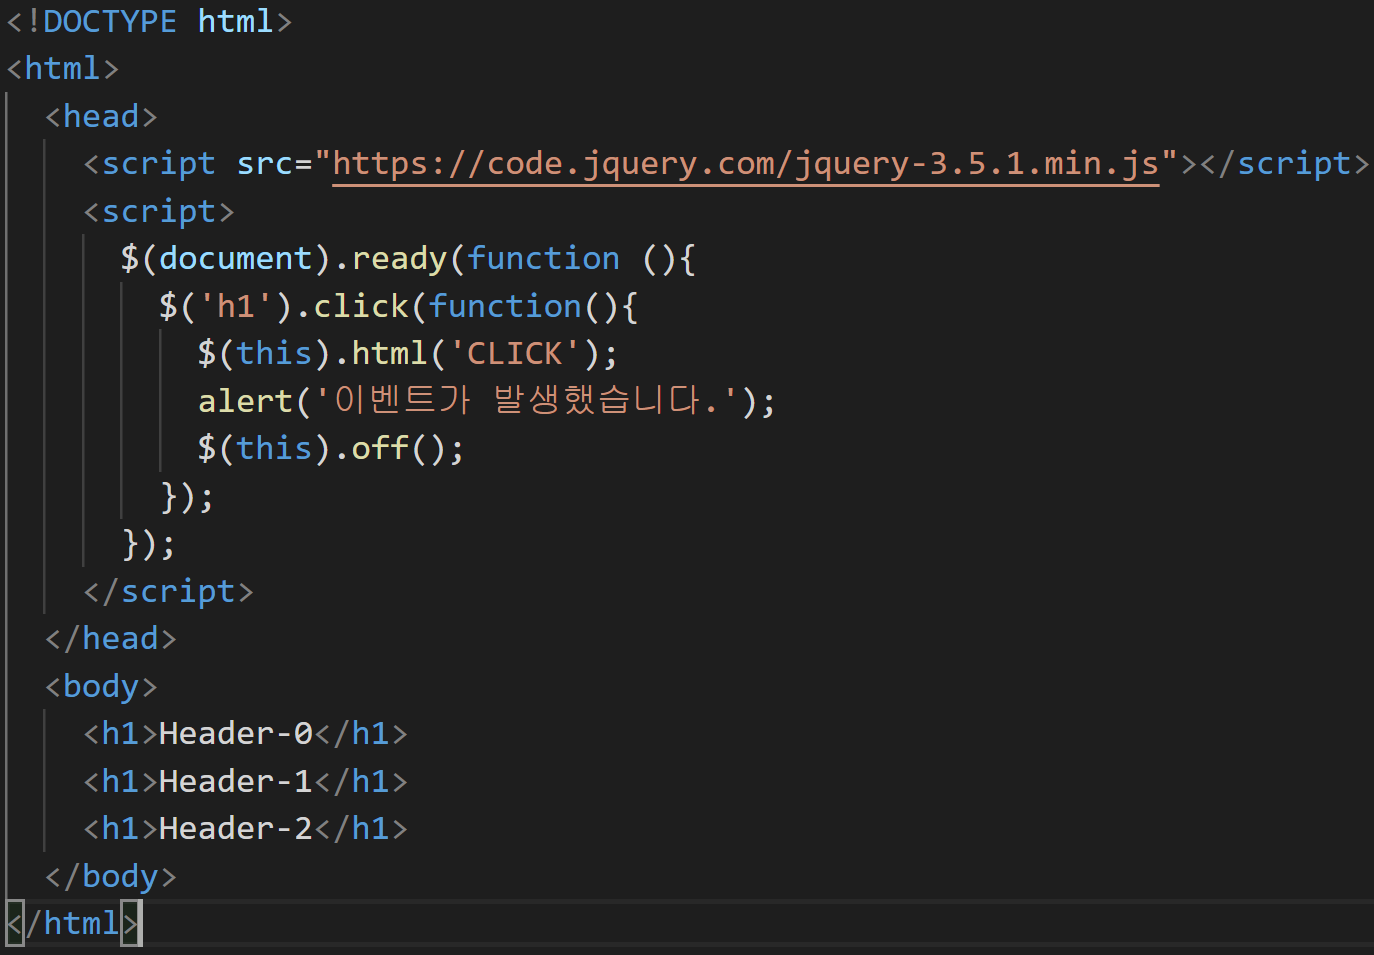 <!DOCTYPE html>
<html>
<head>
<script src="https://code.jquery.com/jquery-3.5.1.min.js"></script>
<script>
$(document).ready(function (){
$('h1').click(function(){
$(this).html('CLICK');
alert('이벤트가 발생했습니다.');
$(this).off();
});
});
</script>
</head>
<body>
<h1>Header-0</h1>
<h1>Header-1</h1>
<h1>Header-2</h1>
</body>
</html>